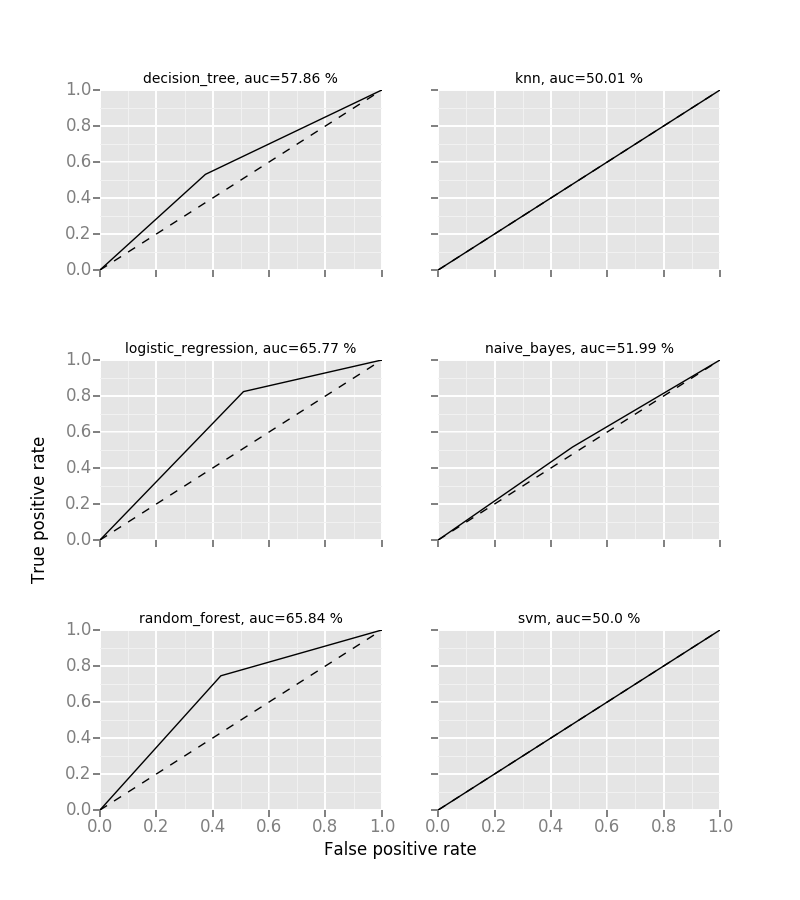 decision_tree, auc=57.86 %
knn, auc=50.01 %
1.0
0.8
0.6
0.4
0.2
0.0
logistic_regression, auc=65.77 %
naive_bayes, auc=51.99 %
1.0
0.8
0.6
0.4
0.2
0.0
True positive rate
random_forest, auc=65.84 %
svm, auc=50.0 %
1.0
0.8
0.6
0.4
0.2
0.0
0.0 0.2 0.4 0.6 0.8 1.0
0.0 0.2 0.4 0.6 0.8 1.0
False positive rate